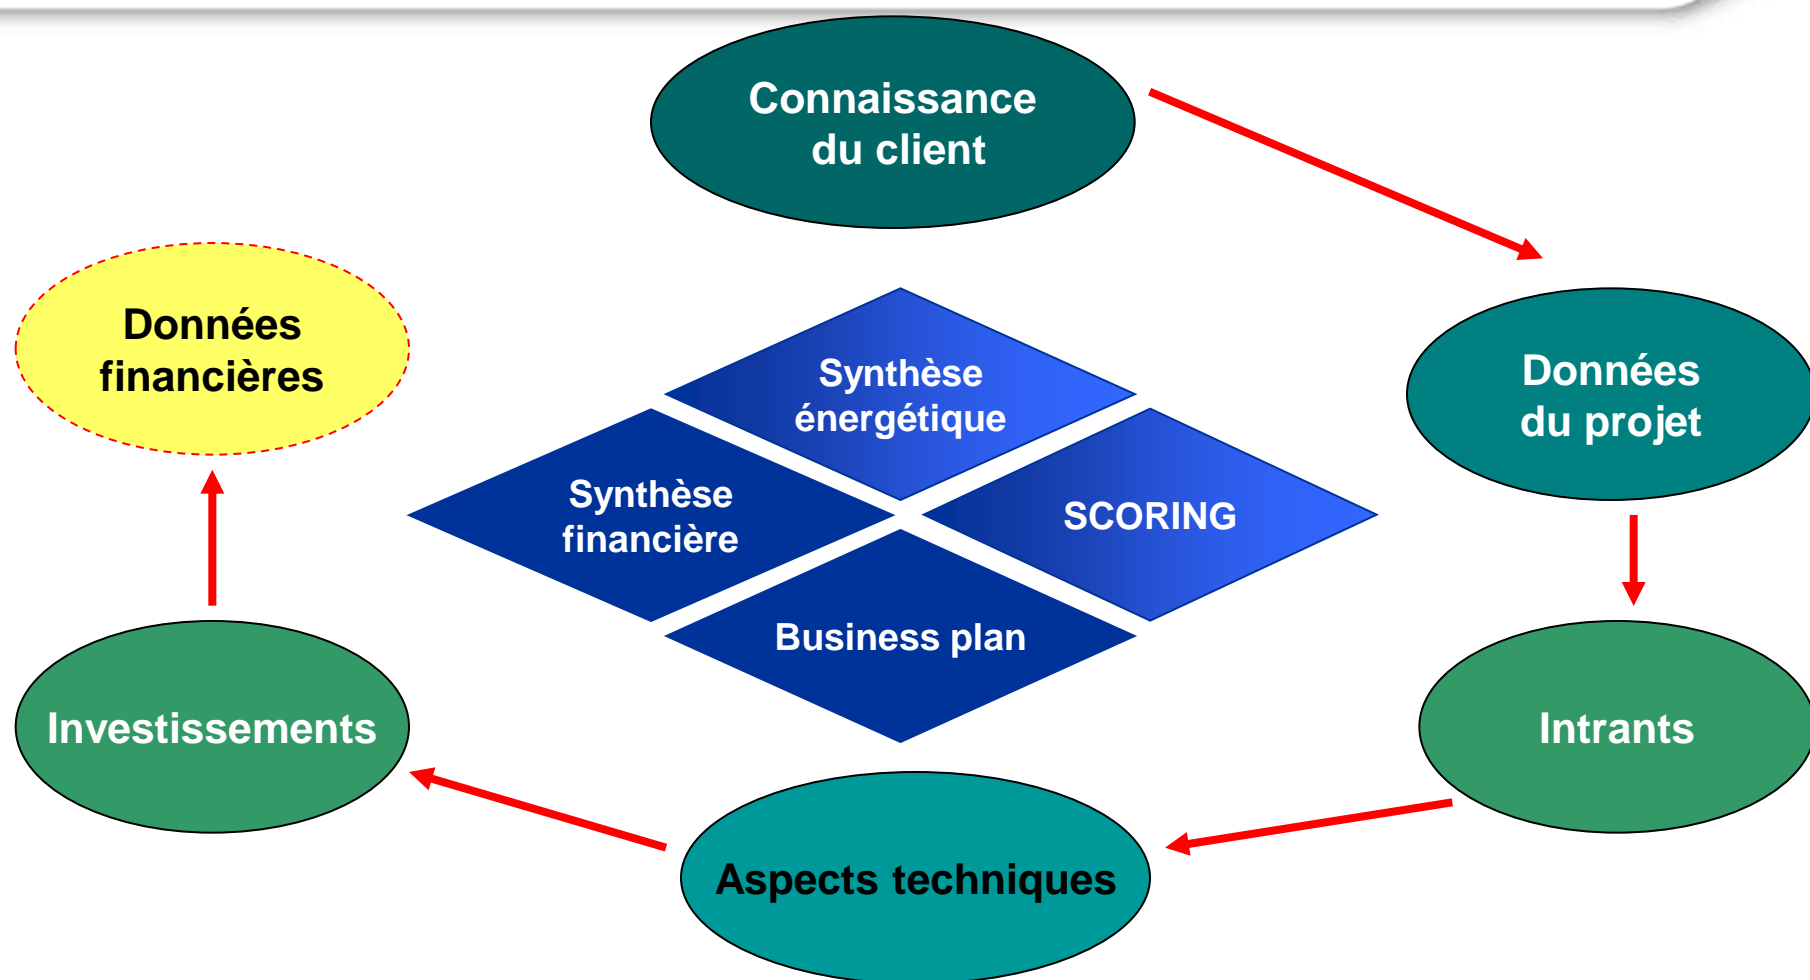 Connaissance
du client
Données
financières
Données
du projet
Synthèse
énergétique
Synthèse
financière
SCORING
Business plan
Investissements
Intrants
Aspects techniques